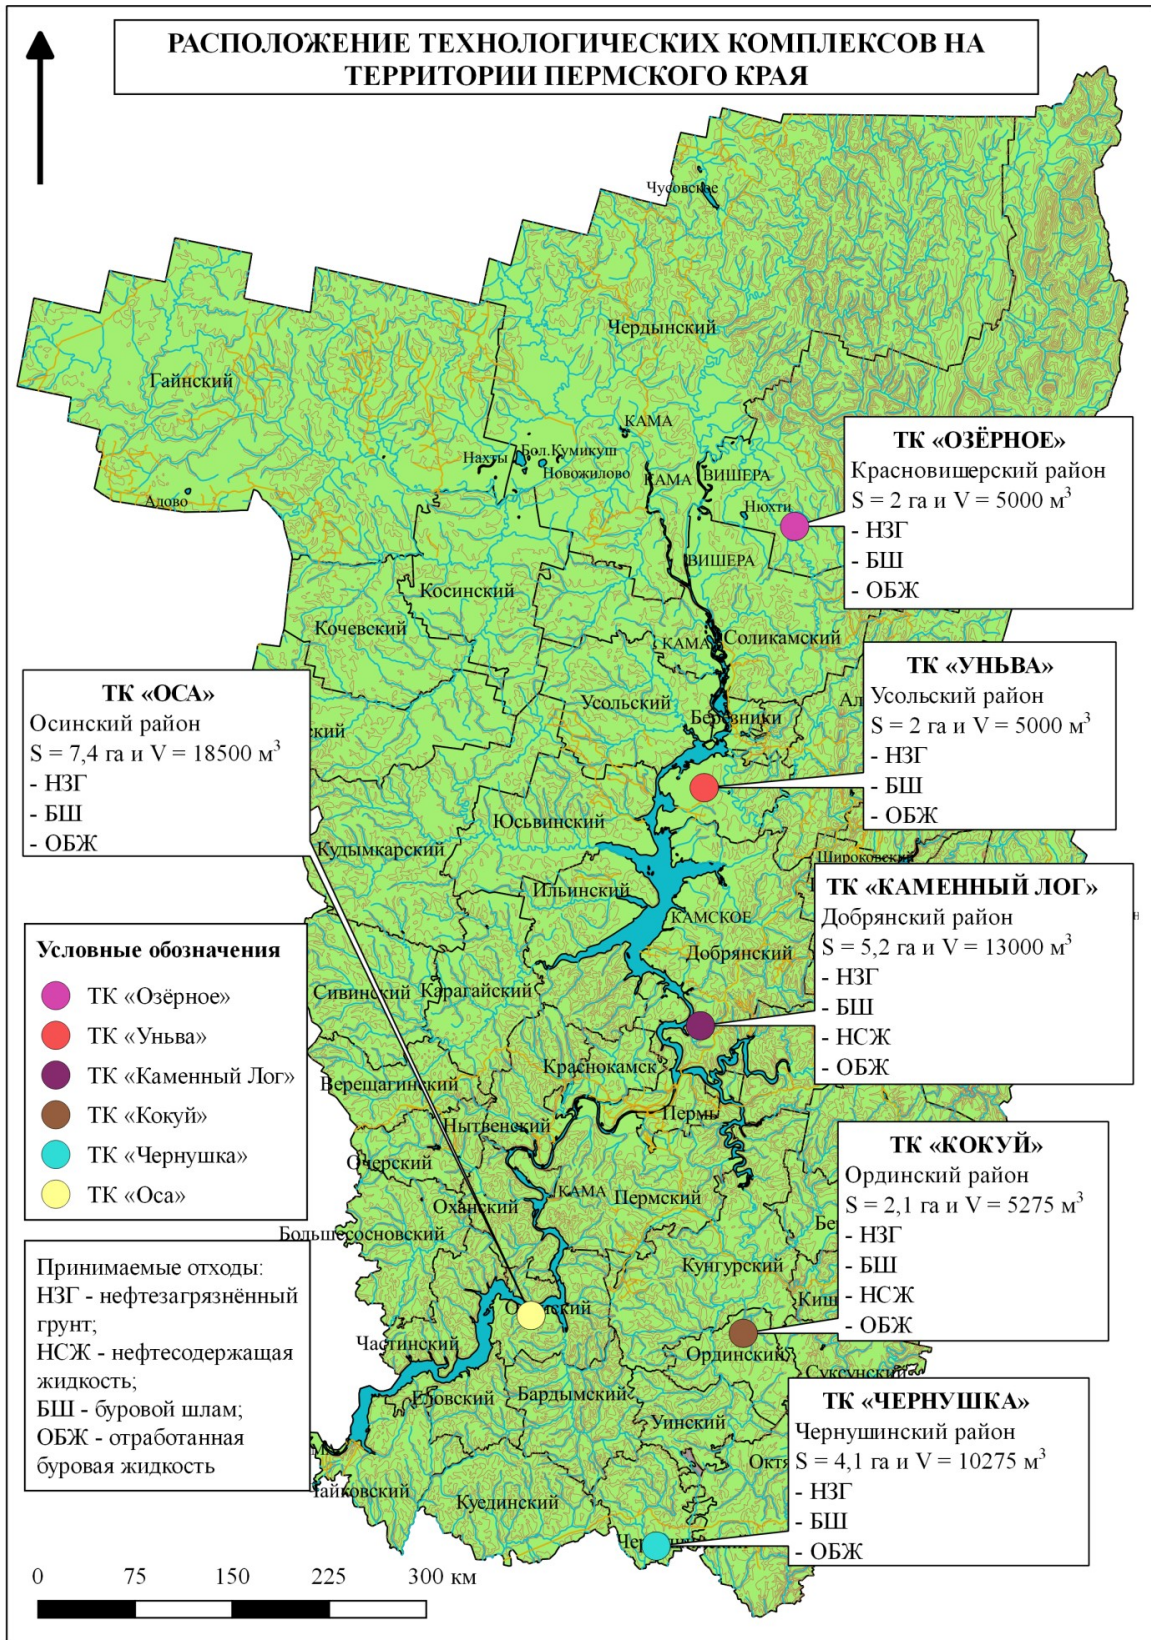 РАСПОЛОЖЕНИЕ ТЕХНОЛОГИЧЕСКИХ КОМПЛЕКСОВ НА
ТЕРРИТОРИИ ПЕРМСКОГО КРАЯ
Чусовское
Чердынский
Гайнский
КАМА
Нахты
Бол.Кумикуш
Новожилово
КАМА
ВИШЕРА
Адово
Нюхти
ВИШЕРА
Косинский
Кочевский
КАМА
Соликамский
Усольский
Березники
Юсьвинский
Кудымкарский
Широковский
Ильинский
КАМСКОЕ
Добрянский
Сивинский
Карагайский
Краснокамск
Верещагинский
Пермь
Нытвенский
Очерский
КАМА
Пермский
Оханский
Большесосновский
Кунгурский
Частинский
Ординский
Суксунский
Еловский
Бардымский
Уинский
Куединский
ТК «ОЗЁРНОЕ»
Красновишерский район
S = 2 га и V = 5000 м³
- НЗГ
- БШ
- ОБЖ
ТК «УНЬВА»
Усольский район
S = 2 га и V = 5000 м³
- НЗГ
- БШ
- ОБЖ
ТК «ОСА»
Осинский район
S = 7,4 га и V = 18500 м³
- НЗГ
- БШ
- ОБЖ
ТК «КАМЕННЫЙ ЛОГ»
Добрянский район
S = 5,2 га и V = 13000 м³
- НЗГ
- БШ
- НСЖ
- ОБЖ
ТК «КОКУЙ»
Ординский район
S = 2,1 га и V = 5275 м³
- НЗГ
- БШ
- НСЖ
- ОБЖ
ТК «ЧЕРНУШКА»
Чернушинский район
S = 4,1 га и V = 10275 м³
- НЗГ
- БШ
- ОБЖ
Условные обозначения
ТК «Озёрное»
ТК «Уньва»
ТК «Каменный Лог»
ТК «Кокуй»
ТК «Чернушка»
ТК «Оса»
Принимаемые отходы:
НЗГ - нефтезагрязнённый
грунт;
НСЖ - нефтесодержащая
жидкость;
БШ - буровой шлам;
ОБЖ - отработанная
буровая жидкость
0 75 150 225 300 км